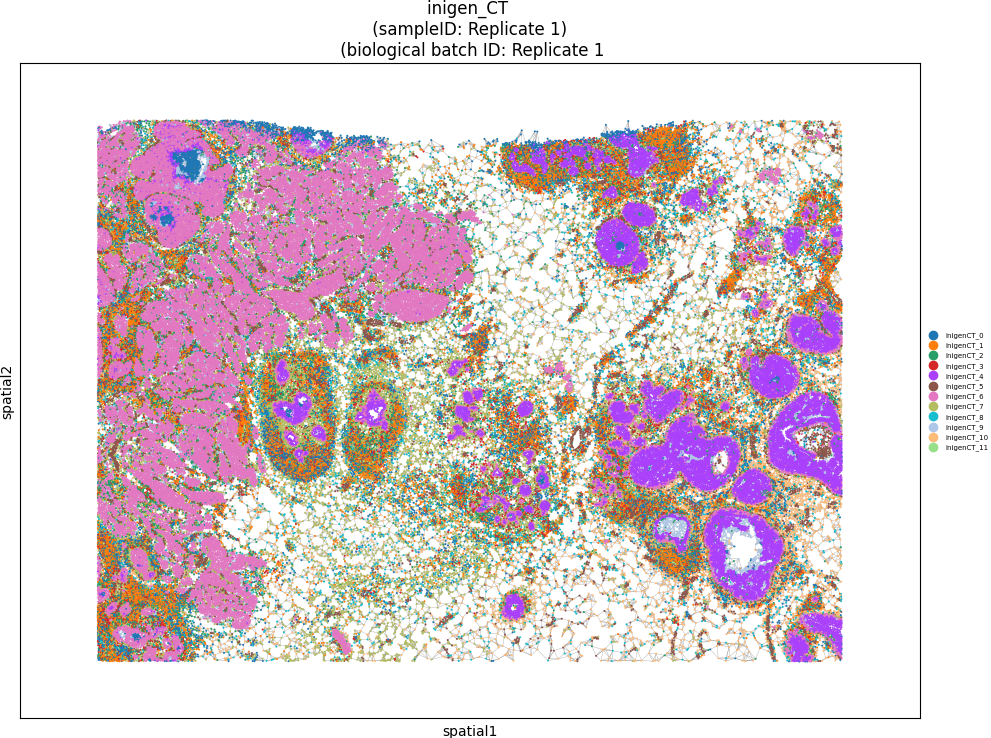 inigen_CT
(sampleID: Replicate 1)
(biological batch ID: Replicate 1
spatial2
inigenCT_0
inigenCT_1
inigenCT_2
inigenCT_3
inigenCT_4
inigenCT_5
inigenCT_6
inigenCT_7
inigenCT_8
inigenCT_9
inigenCT_10
inigenCT_11
spatial1